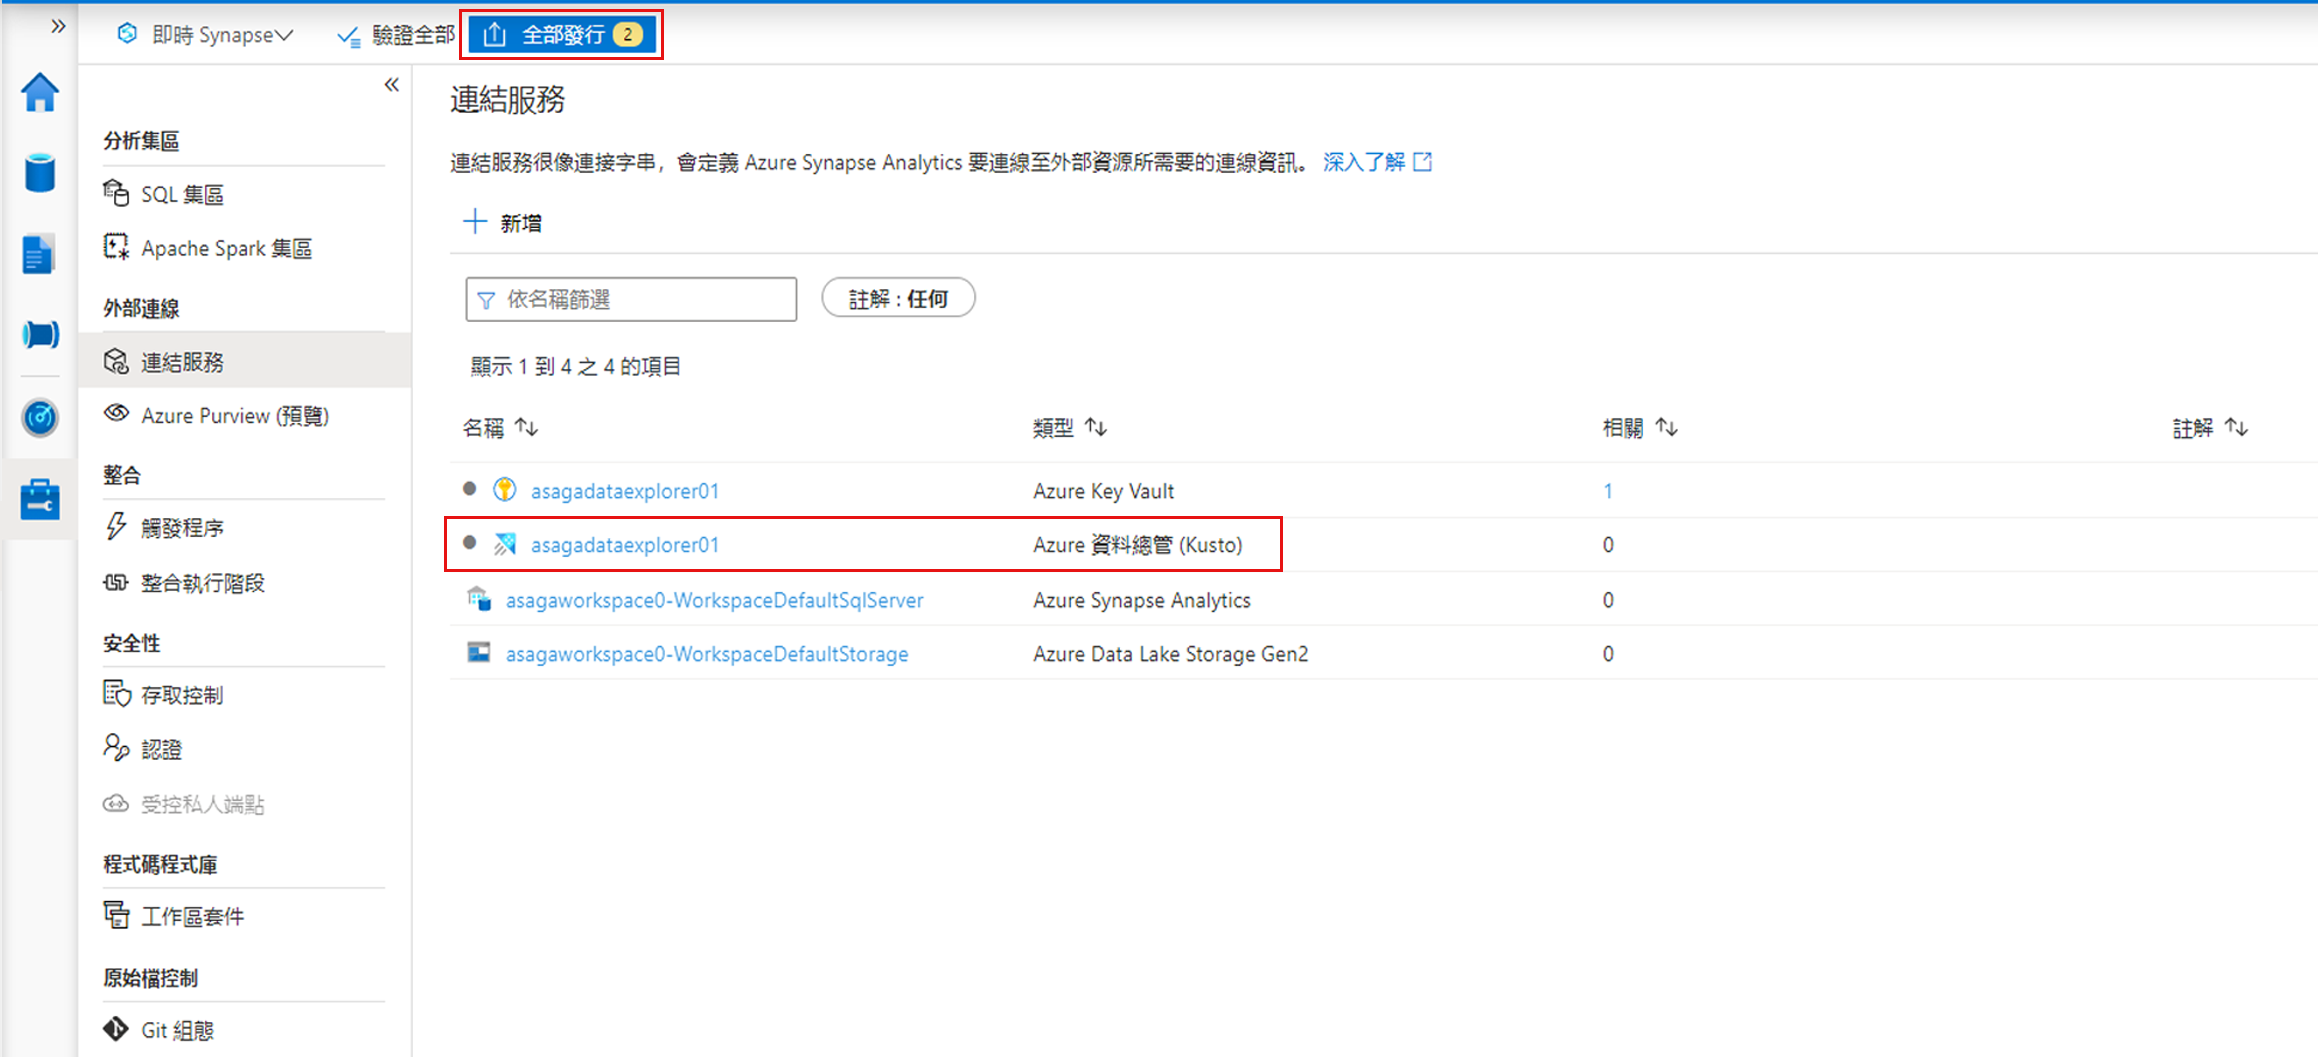 即時 Synapse
驗證全部
全部發行 2
分析集區
SQL 集區
Apache Spark 集區
外部連線
連結服務
Azure Purview (預覽)
整合
觸發程序
整合執行階段
安全性
存取控制
認證
受控私人端點
程式碼程式庫
工作區套件
原始檔控制
Git 組態
連結服務
連結服務很像連接字串，會定義 Azure Synapse Analytics 要連線至外部資源所需要的連線資訊。 深入了解
新增
依名稱篩選
註解 : 任何
顯示 1 到 4 之 4 的項目
名稱 類型 相關 註解
asagadataexplorer01 Azure Key Vault 1
asagadataexplorer01 Azure 資料總管 (Kusto) 0
asagaworkspace0-WorkspaceDefaultSqlServer Azure Synapse Analytics 0
asagaworkspace0-WorkspaceDefaultStorage Azure Data Lake Storage Gen2 0